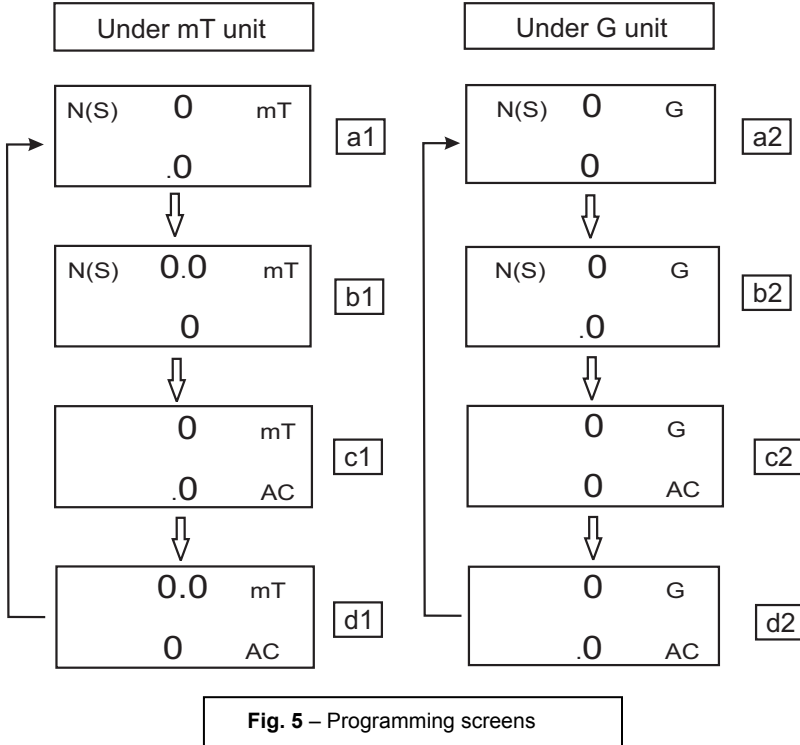 Under mT unit
N(S) 0 mT
.0
a1
N(S) 0.0 mT
0
b1
0 mT
.0 AC
c1
0.0 mT
0 AC
d1
Under G unit
N(S) 0 G
0
a2
N(S) 0 G
.0
b2
0 G
0 AC
c2
0 G
.0 AC
d2
Fig. 5 – Programming screens